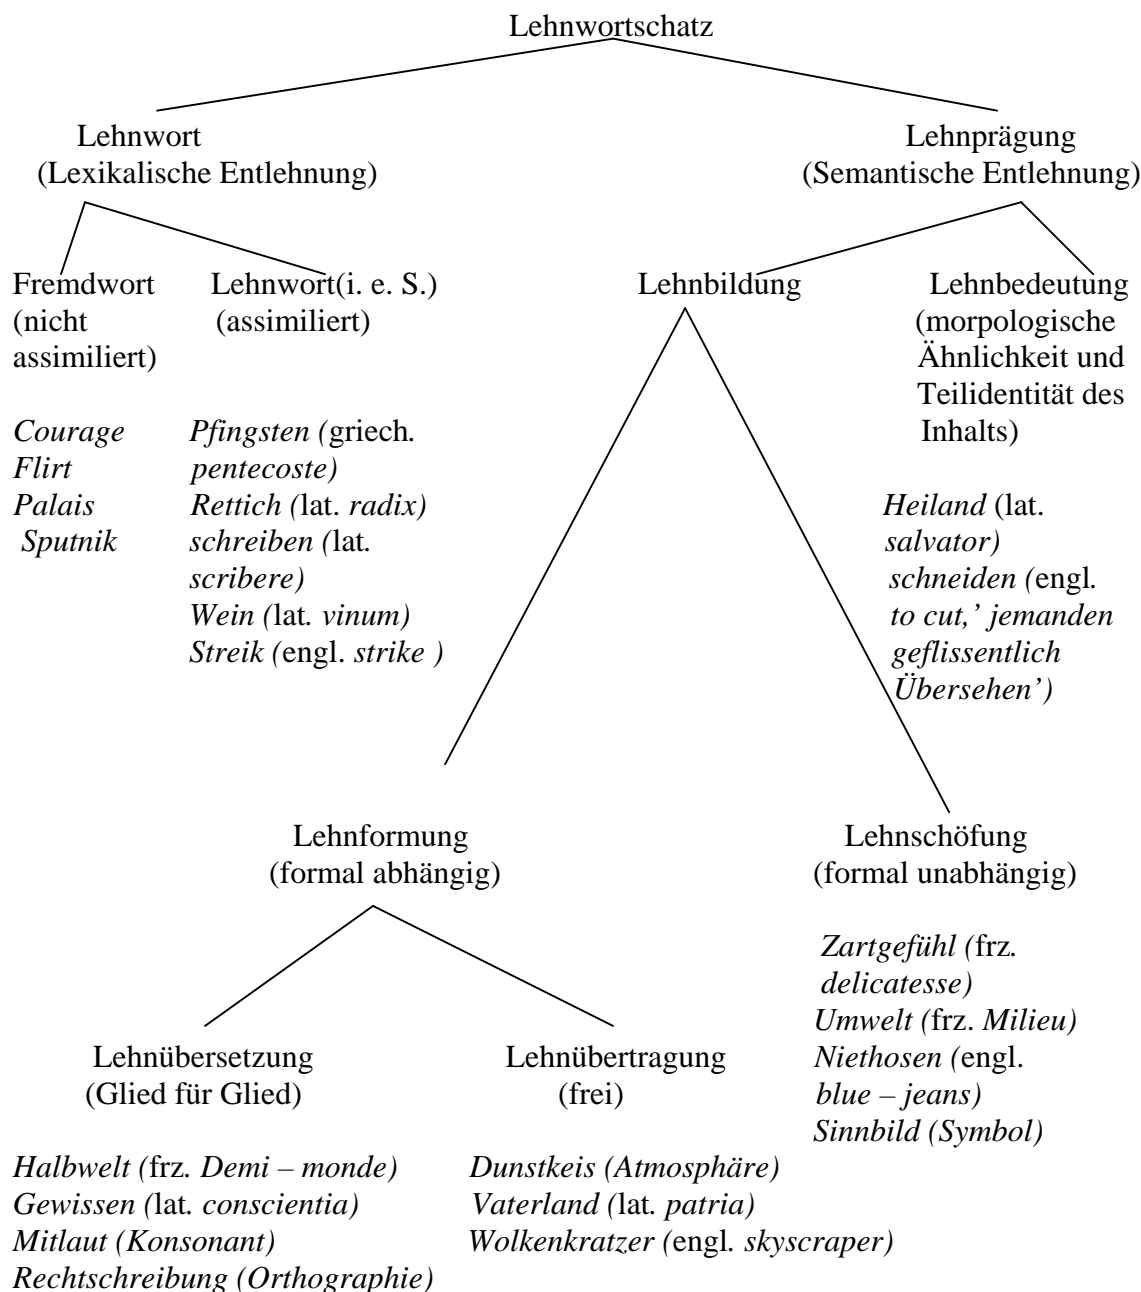 Lehnwortschatz
Lehnwort
(Lexikalische Entlehnung)
Lehnprägung
(Semantische Entlehnung)
Fremdwort
(nicht
assimiliert)
Lehnwort(i. e. S.)
(assimiliert)
Lehnbildung
Lehnbedeutung
(morpologische
Ähnlichkeit und
Teilidentität des
Inhalts)
Courage
Flirt
Palais
Sputnik
Pfingsten (griech.
pentecoste)
Rettich (lat. radix)
schreiben (lat.
scribere)
Wein (lat. vinum)
Streik (engl. strike )
Heiland (lat.
salvator)
schneiden (engl.
to cut,’ jemanden
geflissentlich
Übersehen’)
Lehnformung
(formal abhängig)
Lehnschöfung
(formal unabhängig)
Zartgefühl (frz.
delicatesse)
Umwelt (frz. Milieu)
Niethosen (engl.
blue – jeans)
Sinnbild (Symbol)
Lehnübersetzung
(Glied für Glied)
Lehnübertragung
(frei)
Halbwelt (frz. Demi – monde)
Gewissen (lat. conscientia)
Mitlaut (Konsonant)
Rechtschreibung (Orthographie)
Dunstkeis (Atmosphäre)
Vaterland (lat. patria)
Wolkenkratzer (engl. skyscraper)